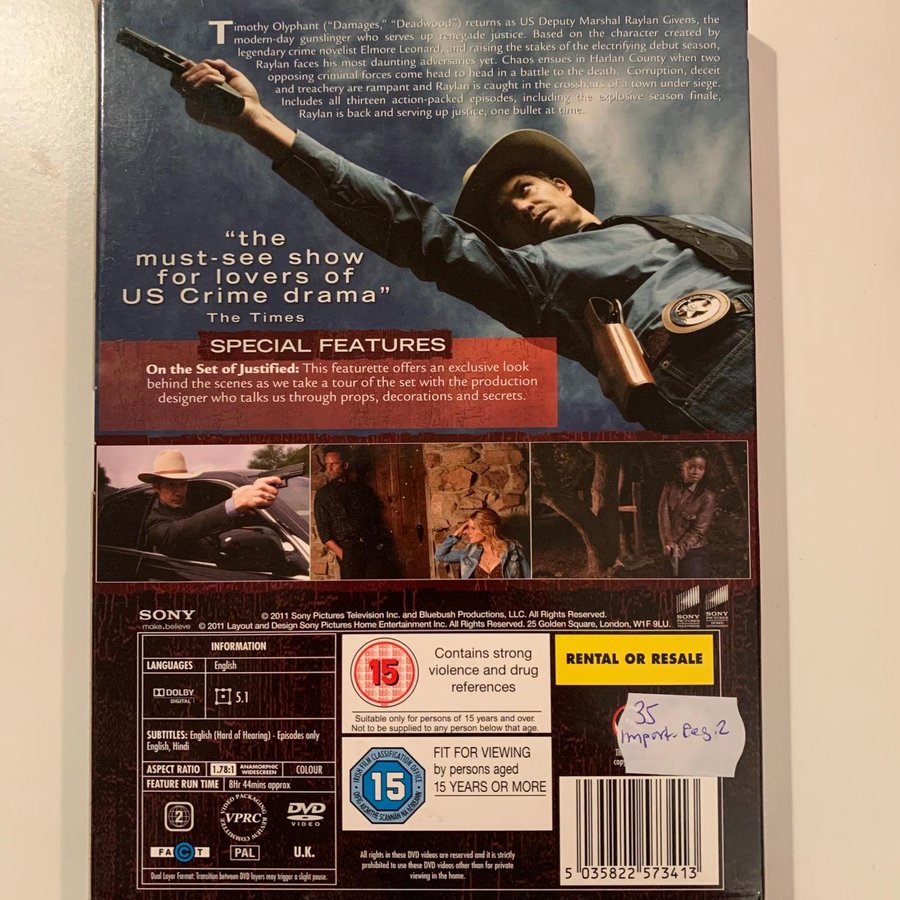 Timothy Olyphant (“Damages,” “Deadwood”) returns as US Deputy Marshal Raylan Givens, the
modern-day gunslinger who serves up renegade justice. Based on the character created by
legendary crime novelist Elmore Leonard, and raising the stakes of the electrifying debut season,
Raylan faces his most daunting adversaries yet. Chaos ensues in Harlan County when two
opposing criminal forces come head to head in a battle to the death. Corruption, deceit
and treachery are rampant and Raylan is caught in the crosshairs of a town under siege.
Includes all thirteen action-packed episodes, including the explosive season finale,
Raylan is back and serving up justice, one bullet at time.
“the
must-see show
for lovers of
US Crime drama”
The Times
SPECIAL FEATURES
On the Set of Justified: This featurette offers an exclusive look
behind the scenes as we take a tour of the set with the production
designer who talks us through props, decorations and secrets.
SONY
make.believe
© 2011 Sony Pictures Television Inc. and Bluebush Productions, LLC. All Rights Reserved.
© 2011 Layout and Design Sony Pictures Home Entertainment Inc. All Rights Reserved. 25 Golden Square, London, W1F 9LU.
SONY
PICTURES
TELEVISION
SONY
PICTURES
INFORMATION
LANGUAGES English
DOLBY
DIGITAL
5.1
SUBTITLES: English (Hard of Hearing) - Episodes only
English, Hindi
ASPECT RATIO 1.78:1 ANAMORPHIC WIDESCREEN COLOUR
FEATURE RUN TIME 8Hr 44mins approx
2
VIDEO PACKAGING REVIEW COMMITTEE
VPRC
DVD
VIDEO
FACT
PAL
U.K.
Dual Layer Format: Transition between DVD layers may trigger a slight pause.
15
Contains strong
violence and drug
references
Suitable only for persons of 15 years and over.
Not to be supplied to any person below that age.
IRISH FILM CLASSIFICATION OFFICE
15
FIT FOR VIEWING
by persons aged
15 YEARS OR MORE
All rights in these DVD videos are reserved and it is strictly
prohibited to use these DVD videos other than for private
viewing in the home.
RENTAL OR RESALE
35
Import. Reg.2
5 035822 573413